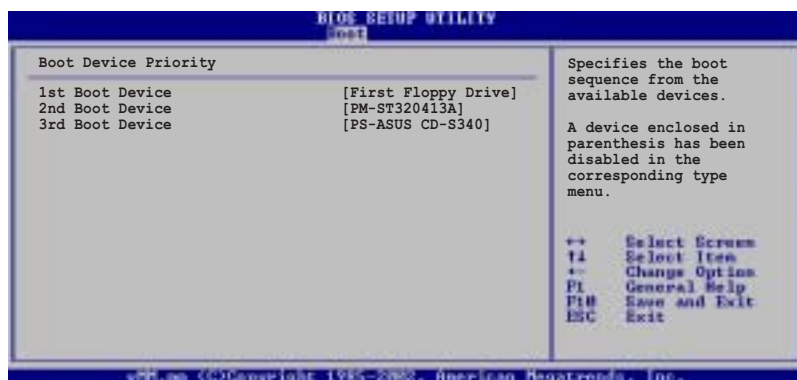 BIOS SETUP UTILITY
Boot
Boot Device Priority
1st Boot Device [First Floppy Drive]
2nd Boot Device [PM-ST320413A]
3rd Boot Device [PS-ASUS CD-S340]
Specifies the boot
sequence from the
available devices.
A device enclosed in
parenthesis has been
disabled in the
corresponding type
menu.
↔ Select Screen
↑↓ Select Item
+- Change Option
F1 General Help
F10 Save and Exit
ESC Exit
(C)Copyright 1985-2002, American Megatrends, Inc.